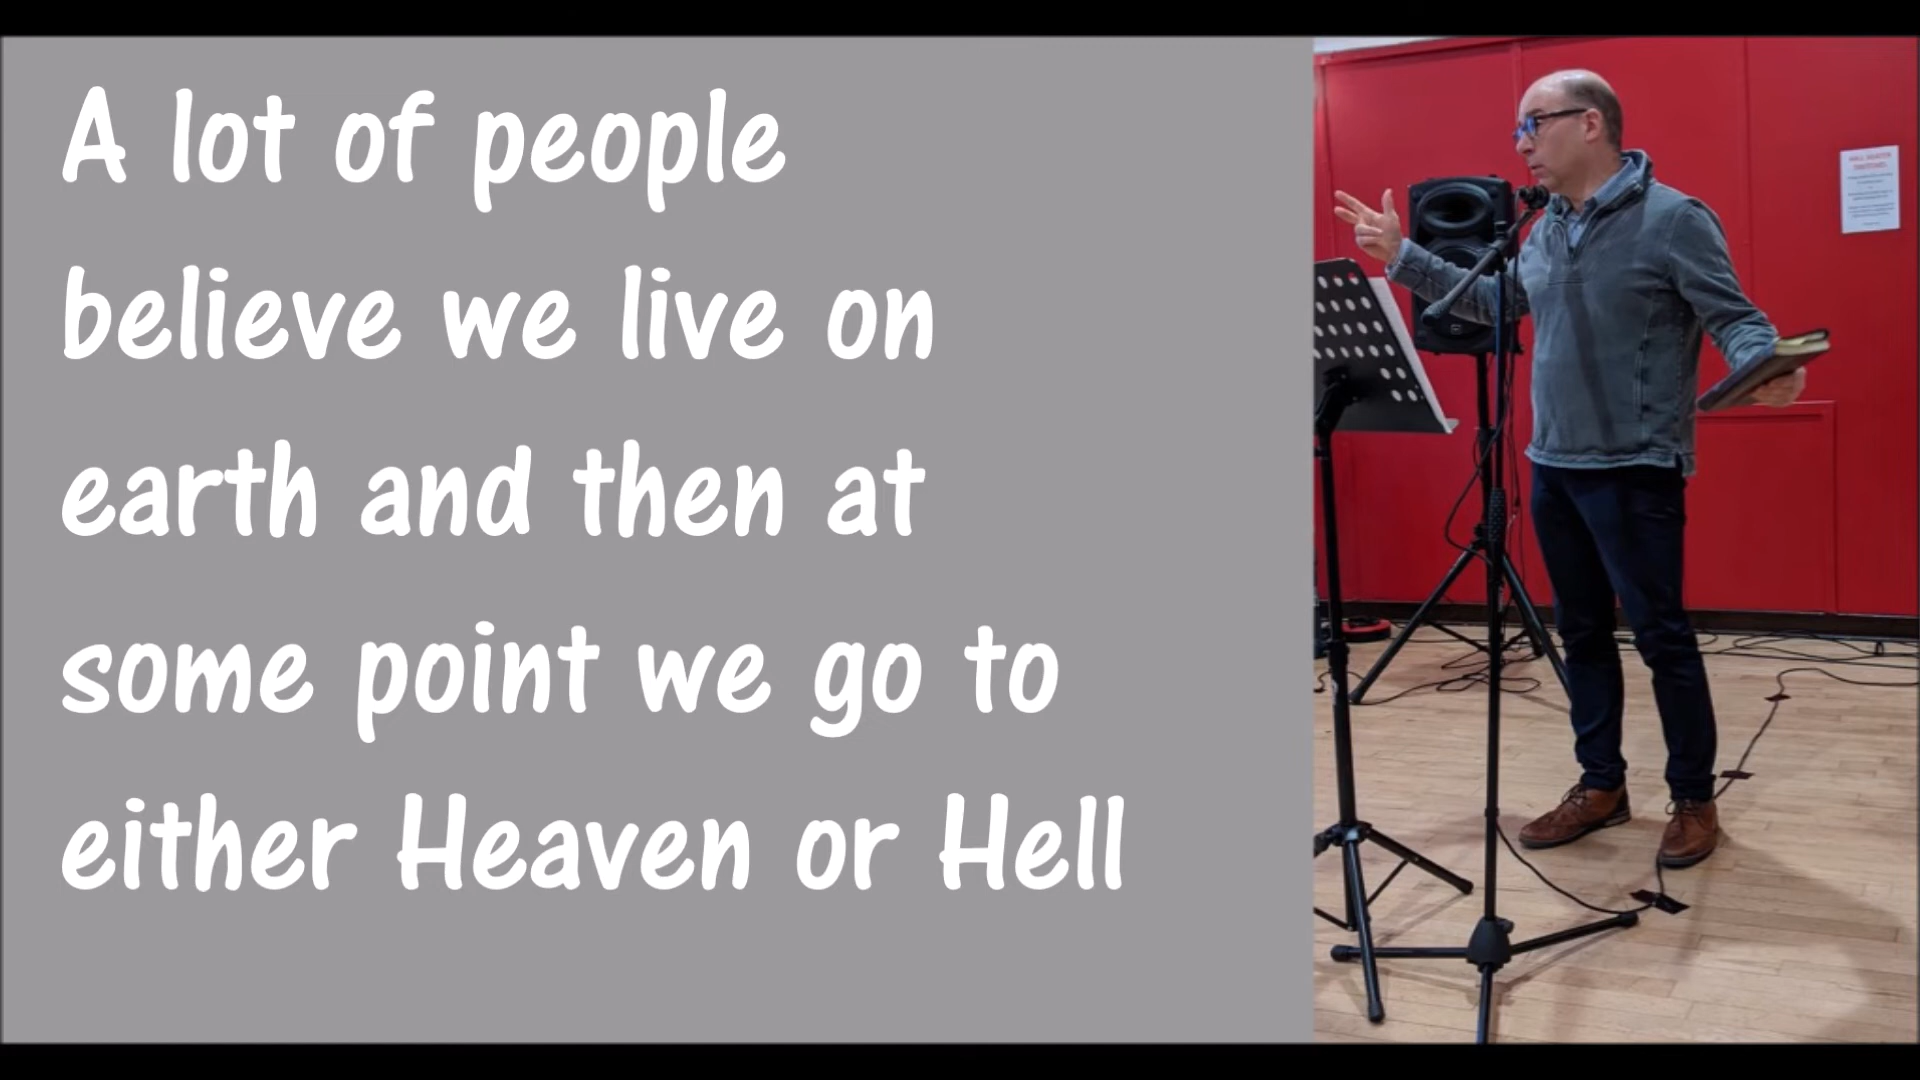 A lot of people
believe we live on
earth and then at
some point we go to
either Heaven or Hell